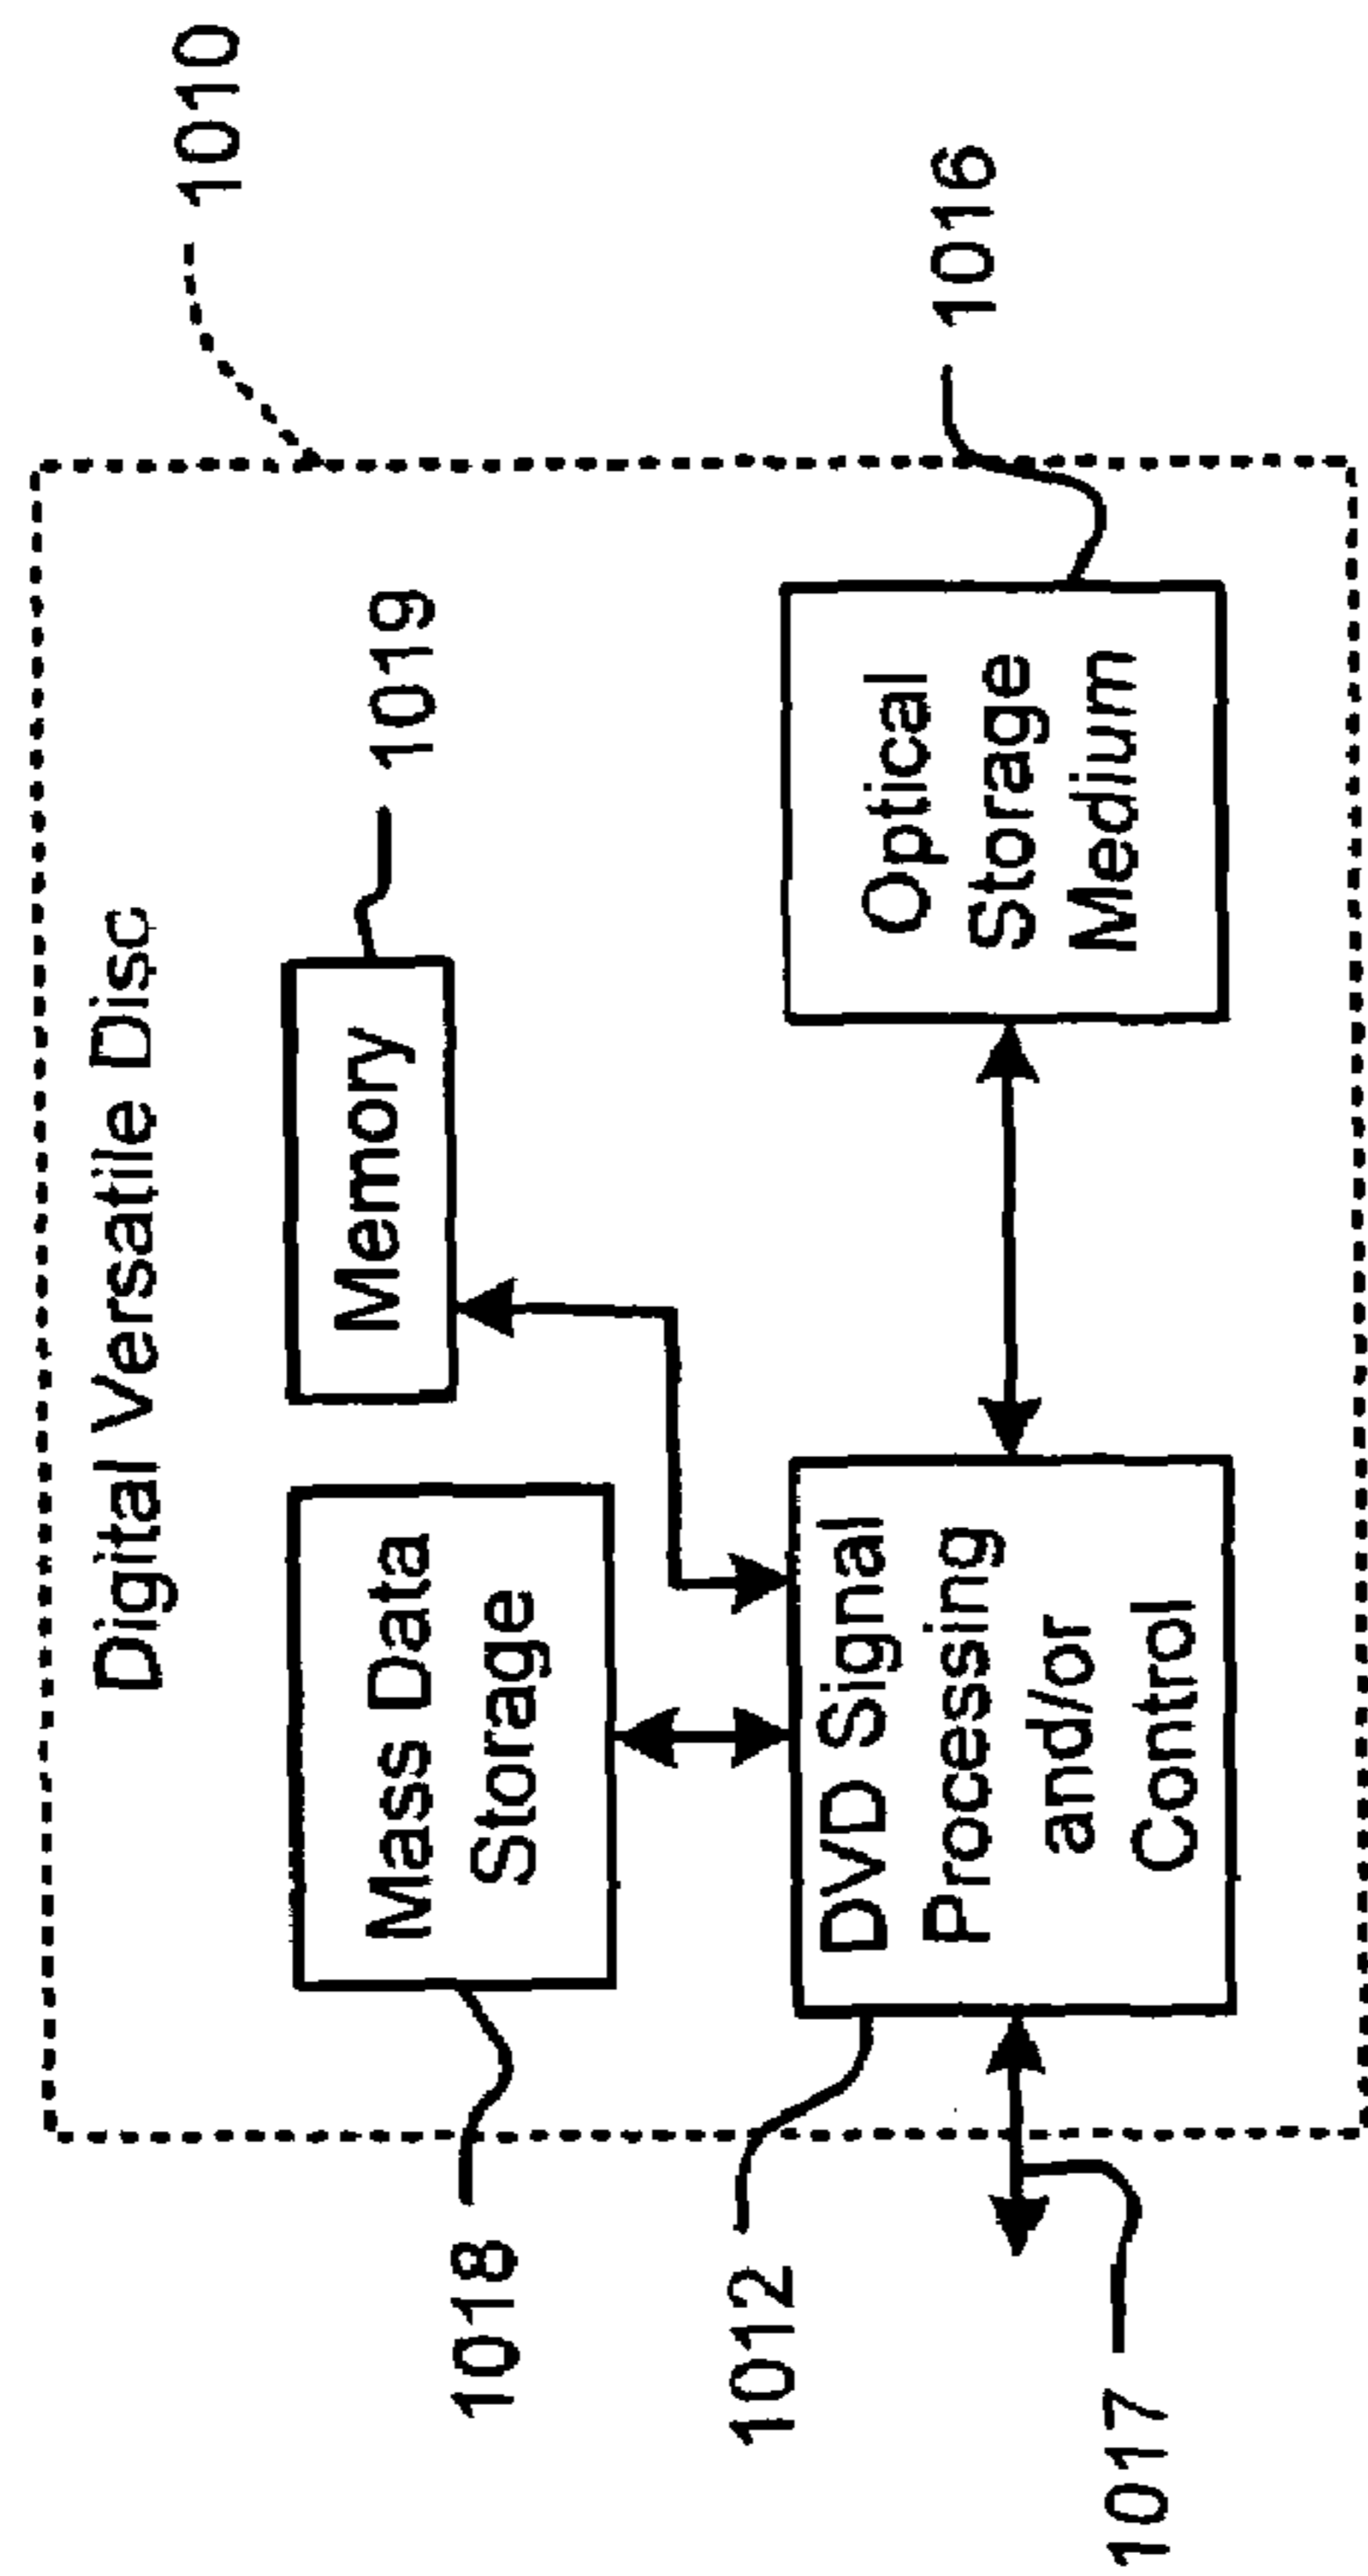 Digital Versatile Disc
1010
Mass Data
Storage
Memory
1019
1018
DVD Signal
Processing
and/or
Control
Optical
Storage
Medium
1016
1012
1017